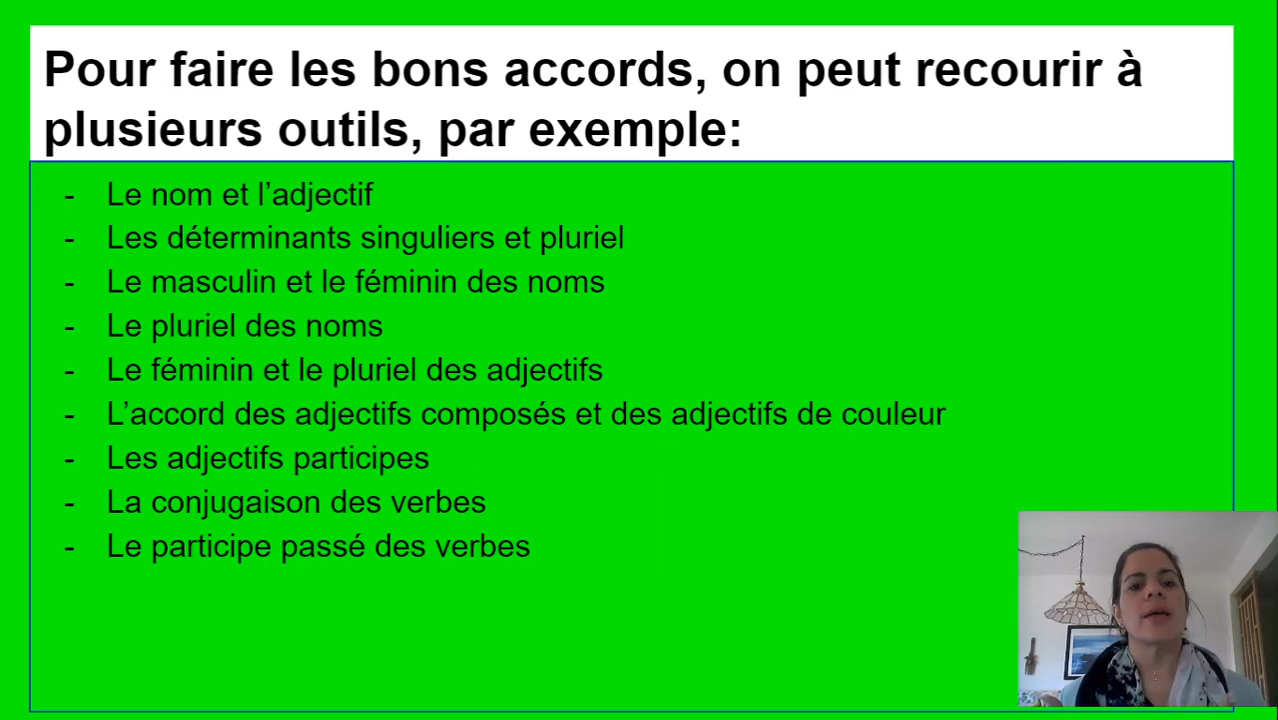 Pour faire les bons accords, on peut recourir à
plusieurs outils, par exemple:
- Le nom et l’adjectif
- Les déterminants singuliers et pluriel
- Le masculin et le féminin des noms
- Le pluriel des noms
- Le féminin et le pluriel des adjectifs
- L’accord des adjectifs composés et des adjectifs de couleur
- Les adjectifs participes
- La conjugaison des verbes
- Le participe passé des verbes